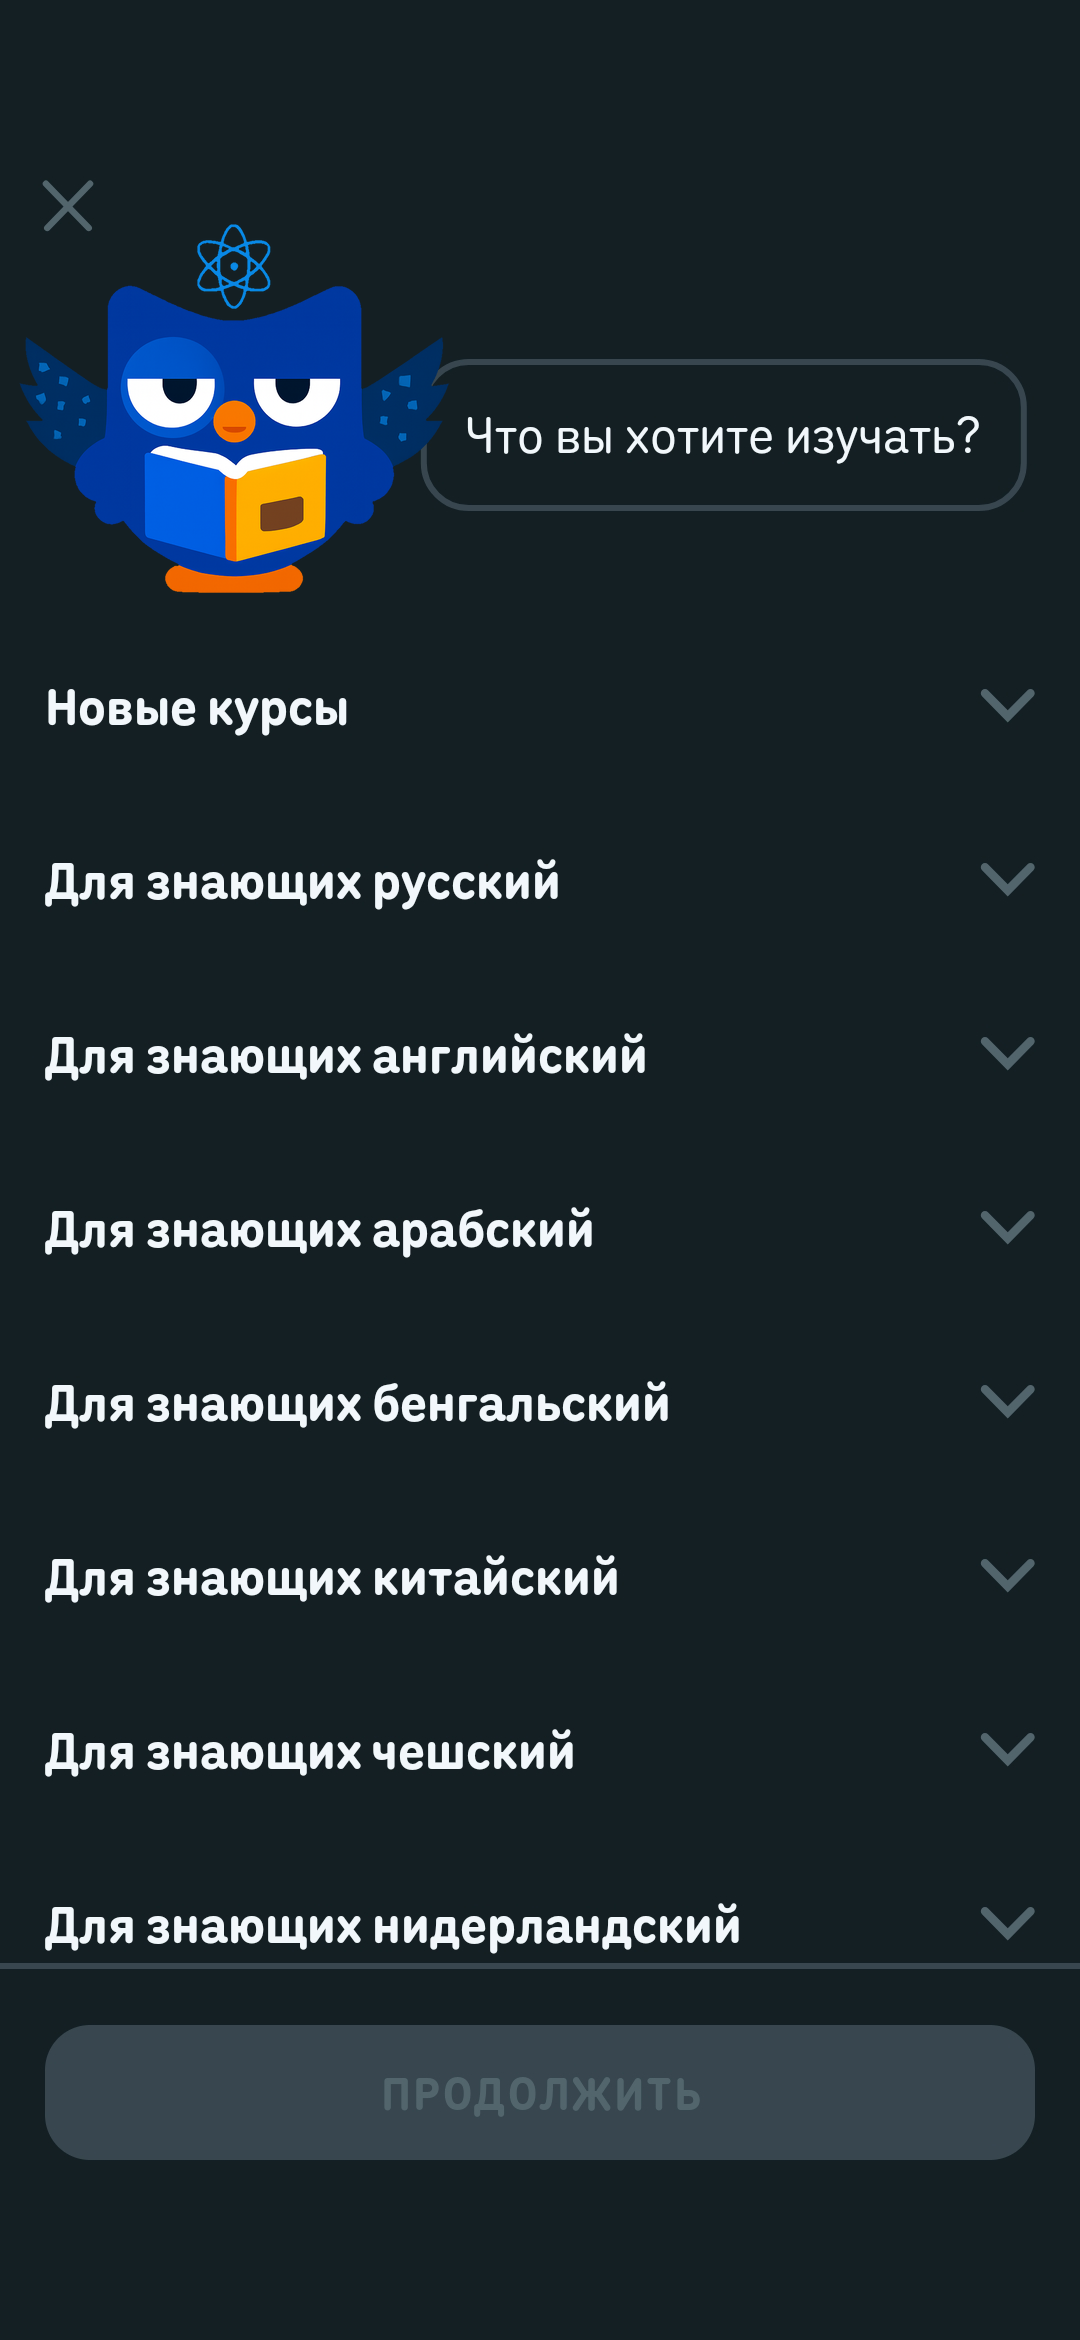 Что вы хотите изучать?
Новые курсы
Для знающих русский
Для знающих английский
Для знающих арабский
Для знающих бенгальский
Для знающих китайский
Для знающих чешский
Для знающих нидерландский
ПРОДОЛЖИТЬ